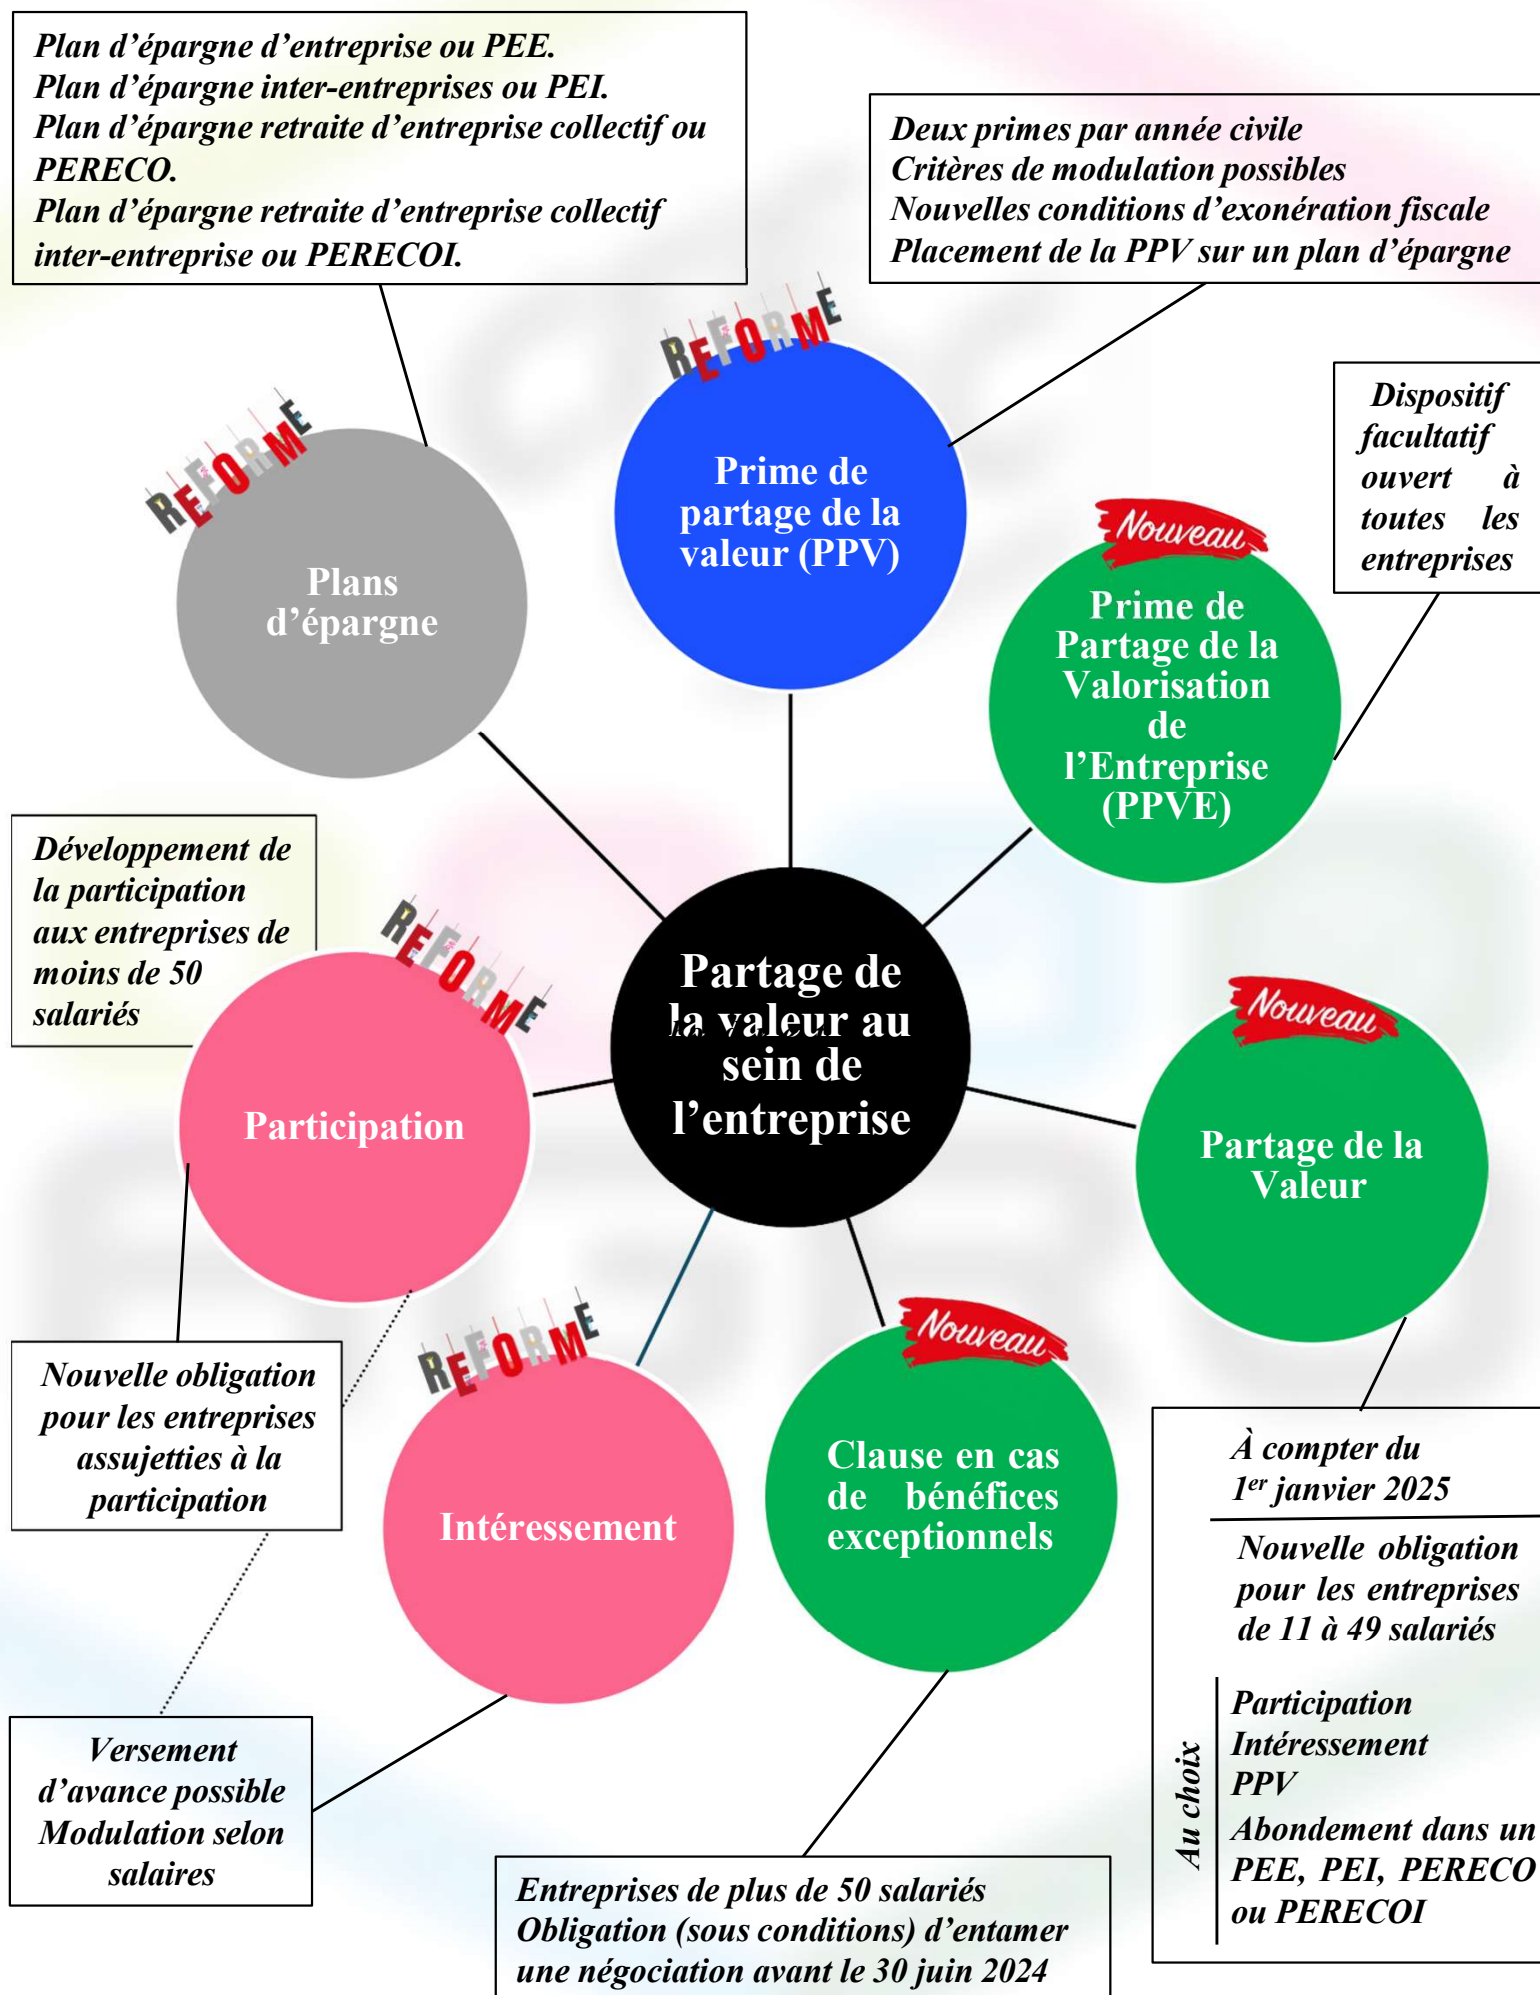 Plan d’épargne d’entreprise ou PEE.
Plan d’épargne inter-entreprises ou PEI.
Plan d’épargne retraite d’entreprise collectif ou
PERECO.
Plan d’épargne retraite d’entreprise collectif
inter-entreprise ou PERECOI.
Deux primes par année civile
Critères de modulation possibles
Nouvelles conditions d’exonération fiscale
Placement de la PPV sur un plan d’épargne
REFORME
Prime de
partage de la
valeur (PPV)
Dispositif
facultatif
ouvert à
toutes les
entreprises
REFORME
Plans
d’épargne
Nouveau
Prime de
Partage de la
Valorisation
de
l’Entreprise
(PPVE)
Développement de
la participation
aux entreprises de
moins de 50
salariés
REFORME
Participation
Partage de
la valeur au
sein de
l’entreprise
Nouveau
Partage de la
Valeur
Nouvelle obligation
pour les entreprises
assujetties à la
participation
REFORME
Intéressement
Nouveau
Clause en cas
de bénéfices
exceptionnels
À compter du
1er janvier 2025
Nouvelle obligation
pour les entreprises
de 11 à 49 salariés
Au choix
Participation
Intéressement
PPV
Abondement dans un
PEE, PEI, PERECO
ou PERECOI
Versement
d’avance possible
Modulation selon
salaires
Entreprises de plus de 50 salariés
Obligation (sous conditions) d’entamer
une négociation avant le 30 juin 2024